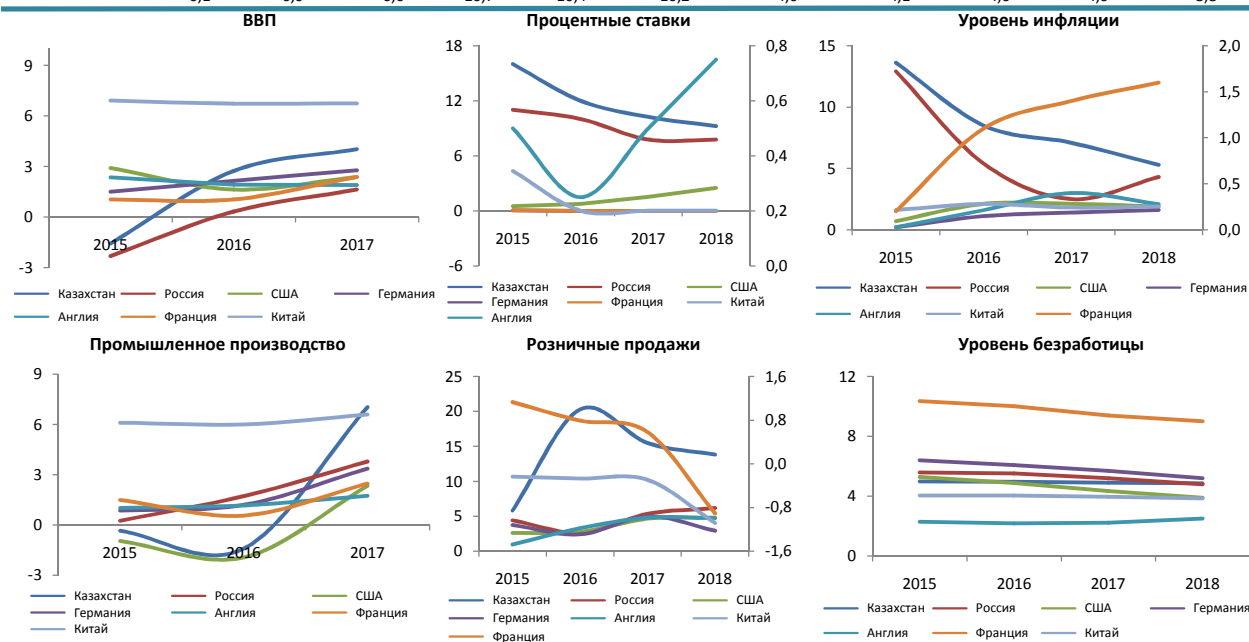 ВВП
9
6
3
0
-3
2015 2016 2017
Казахстан Россия США Германия
Англия Франция Китай
Процентные ставки
18 0,8
12 0,6
6 0,4
0 0,2
-6 0,0
2015 2016 2017 2018
Казахстан Россия США
Германия Франция Китай
Англия
Уровень инфляции
15 2,0
1,5
10
1,0
5
0,5
0 0,0
2015 2016 2017 2018
Казахстан Россия США Германия
Англия Китай Франция
Промышленное производство
9
6
3
0
-3
2015 2016 2017
Казахстан Россия США
Германия Англия Франция
Китай
Розничные продажи
25 1,6
20 0,8
15
0,0
10
5 -0,8
0 -1,6
2015 2016 2017 2018
Казахстан Россия США
Германия Англия Китай
Франция
Уровень безработицы
12
8
4
0
2015 2016 2017 2018
Казахстан Россия США Германия
Англия Франция Китай